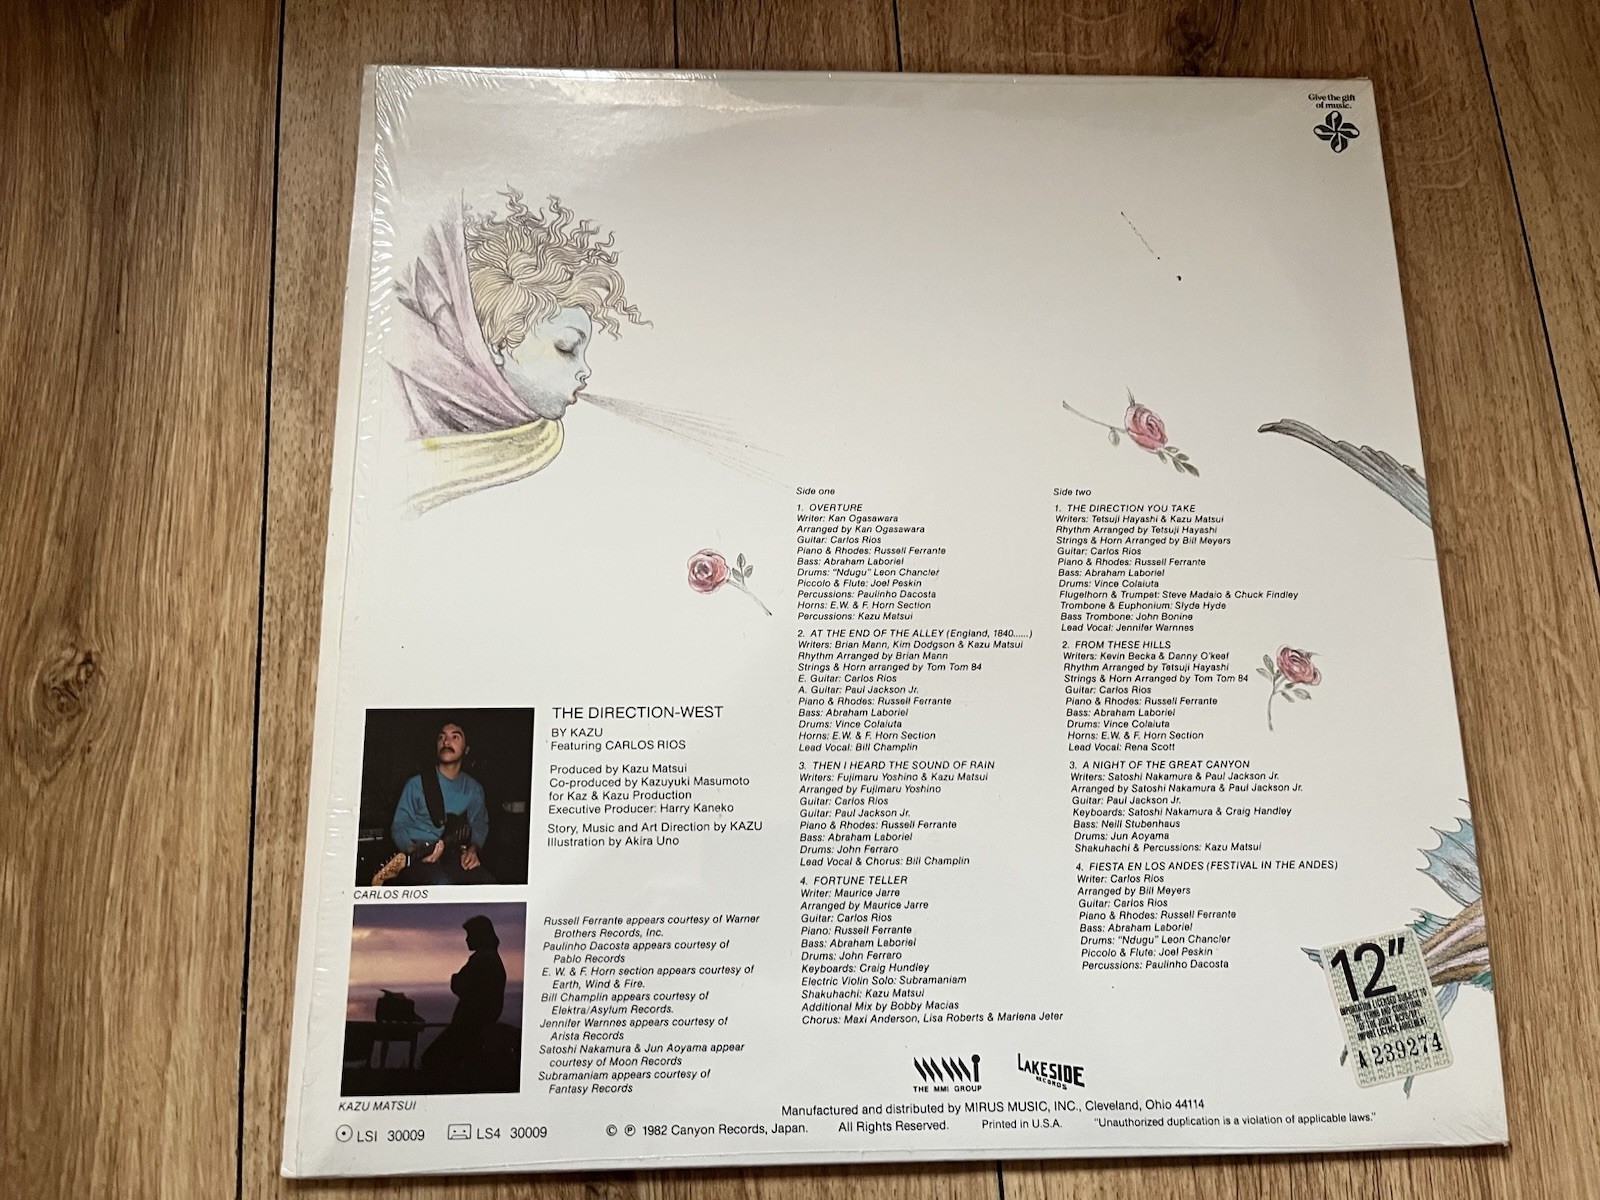 Give the gift
of music.
Side one
1. OVERTURE
Writer: Kan Ogasawara
Arranged by Kan Ogasawara
Guitar: Carlos Rios
Piano & Rhodes: Russell Ferrante
Bass: Abraham Laboriel
Drums: "Ndugu" Leon Chancler
Piccolo & Flute: Joel Peskin
Percussions: Paulinho Dacosta
Horns: E.W. & F. Horn Section
Percussions: Kazu Matsui
2. AT THE END OF THE ALLEY (England, 1840......)
Writers: Brian Mann, Kim Dodgson & Kazu Matsui
Rhythm Arranged by Brian Mann
Strings & Horn arranged by Tom Tom 84
E. Guitar: Carlos Rios
A. Guitar: Paul Jackson Jr.
Piano & Rhodes: Russell Ferrante
Bass: Abraham Laboriel
Drums: Vince Colaiuta
Horns: E.W. & F. Horn Section
Lead Vocal: Bill Champlin
3. THEN I HEARD THE SOUND OF RAIN
Writers: Fujimaru Yoshino & Kazu Matsui
Arranged by Fujimaru Yoshino
Guitar: Carlos Rios
Guitar: Paul Jackson Jr.
Piano & Rhodes: Russell Ferrante
Bass: Abraham Laboriel
Drums: John Ferraro
Lead Vocal & Chorus: Bill Champlin
4. FORTUNE TELLER
Writer: Maurice Jarre
Arranged by Maurice Jarre
Guitar: Carlos Rios
Piano: Russell Ferrante
Bass: Abraham Laboriel
Drums: John Ferraro
Keyboards: Craig Hundley
Electric Violin Solo: Subramaniam
Shakuhachi: Kazu Matsui
Additional Mix by Bobby Macias
Chorus: Maxi Anderson, Lisa Roberts & Marlena Jeter
Side two
1. THE DIRECTION YOU TAKE
Writers: Tetsuji Hayashi & Kazu Matsui
Rhythm Arranged by Tetsuji Hayashi
Strings & Horn Arranged by Bill Meyers
Guitar: Carlos Rios
Piano & Rhodes: Russell Ferrante
Bass: Abraham Laboriel
Drums: Vince Colaiuta
Flugelhorn & Trumpet: Steve Madaio & Chuck Findley
Trombone & Euphonium: Slyde Hyde
Bass Trombone: John Bonine
Lead Vocal: Jennifer Warnnes
2. FROM THESE HILLS
Writers: Kevin Becka & Danny O'keef
Rhythm Arranged by Tetsuji Hayashi
Strings & Horn Arranged by Tom Tom 84
Guitar: Carlos Rios
Piano & Rhodes: Russell Ferrante
Bass: Abraham Laboriel
Drums: Vince Colaiuta
Horns: E.W. & F. Horn Section
Lead Vocal: Rena Scott
3. A NIGHT OF THE GREAT CANYON
Writers: Satoshi Nakamura & Paul Jackson Jr.
Arranged by Satoshi Nakamura & Paul Jackson Jr.
Guitar: Paul Jackson Jr.
Keyboards: Satoshi Nakamura & Craig Handley
Bass: Neill Stubenhaus
Drums: Jun Aoyama
Shakuhachi & Percussions: Kazu Matsui
4. FIESTA EN LOS ANDES (FESTIVAL IN THE ANDES)
Writer: Carlos Rios
Arranged by Bill Meyers
Guitar: Carlos Rios
Piano & Rhodes: Russell Ferrante
Bass: Abraham Laboriel
Drums: "Ndugu" Leon Chancler
Piccolo & Flute: Joel Peskin
Percussions: Paulinho Dacosta
THE DIRECTION-WEST
BY KAZU
Featuring CARLOS RIOS
Produced by Kazu Matsui
Co-produced by Kazuyuki Masumoto
for Kaz & Kazu Production
Executive Producer: Harry Kaneko
Story, Music and Art Direction by KAZU
Illustration by Akira Uno
CARLOS RIOS
Russell Ferrante appears courtesy of Warner
Brothers Records, Inc.
Paulinho Dacosta appears courtesy of
Pablo Records
E. W. & F. Horn section appears courtesy of
Earth, Wind & Fire.
Bill Champlin appears courtesy of
Elektra/Asylum Records.
Jennifer Warnnes appears courtesy of
Arista Records
Satoshi Nakamura & Jun Aoyama appear
courtesy of Moon Records
Subramaniam appears courtesy of
Fantasy Records
KAZU MATSUI
12"
IMPORTATION LICENSED SUBJECT TO
THE TERMS AND CONDITIONS
OF THE JOINT MCPS/BPI
IMPORT LICENCE AGREEMENT
A 239274
MMI
THE MMI GROUP
LAKESIDE
RECORDS
Manufactured and distributed by MIRUS MUSIC, INC., Cleveland, Ohio 44114
LSI 30009 LS4 30009 © ℗ 1982 Canyon Records, Japan. All Rights Reserved. Printed in U.S.A. "Unauthorized duplication is a violation of applicable laws."